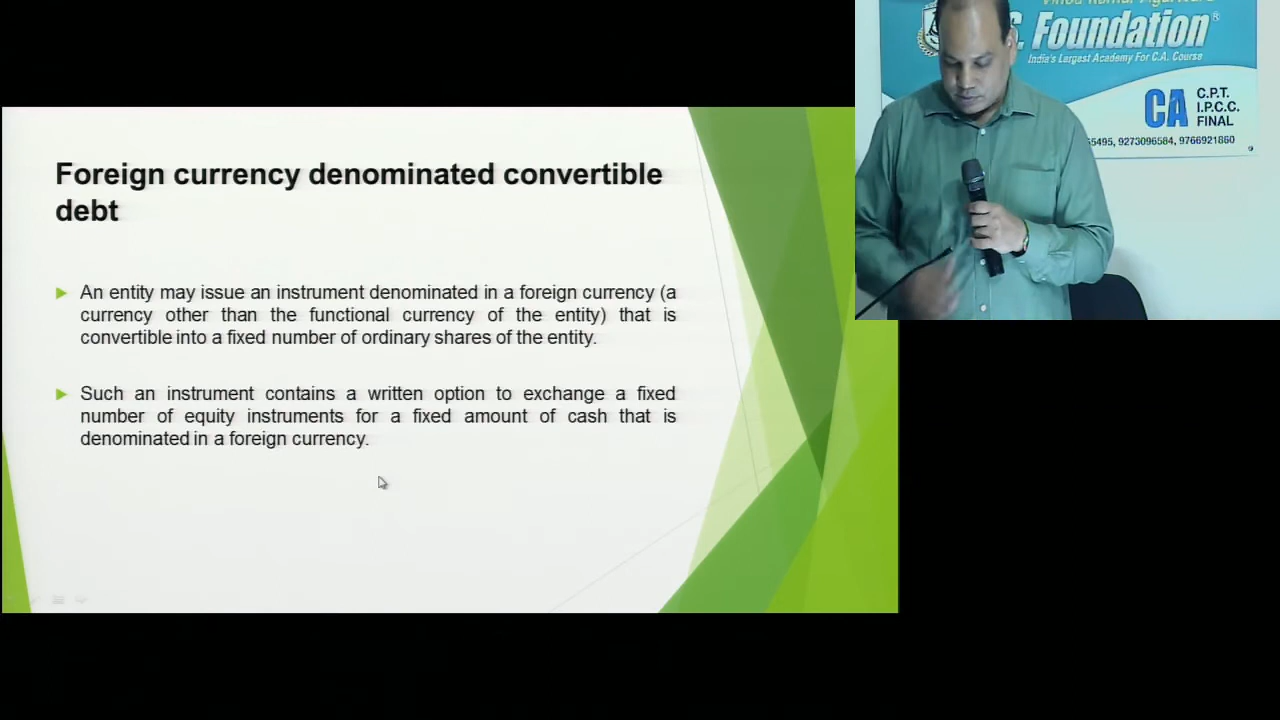 Foreign currency denominated convertible
debt
An entity may issue an instrument denominated in a foreign currency (a
currency other than the functional currency of the entity) that is
convertible into a fixed number of ordinary shares of the entity.
Such an instrument contains a written option to exchange a fixed
number of equity instruments for a fixed amount of cash that is
denominated in a foreign currency.
Foundation®
India's Largest Academy For C.A. Course
CA
C.P.T.
I.P.C.C.
FINAL
65495, 9273096584, 9766921860